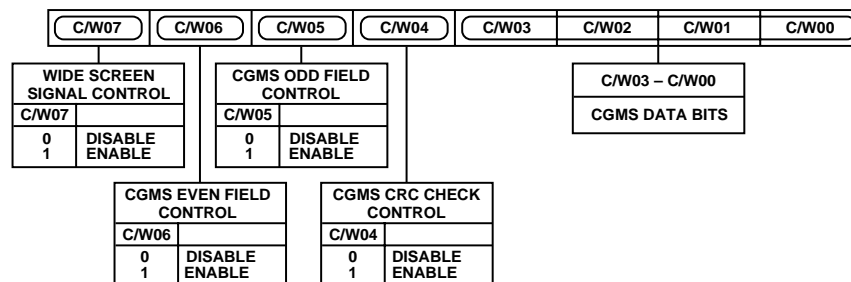 C/W07 C/W06 C/W05 C/W04 C/W03 C/W02 C/W01 C/W00
WIDE SCREEN
SIGNAL CONTROL
C/W07
0 DISABLE
1 ENABLE
CGMS ODD FIELD
CONTROL
C/W05
0 DISABLE
1 ENABLE
C/W03 – C/W00
CGMS DATA BITS
CGMS EVEN FIELD
CONTROL
C/W06
0 DISABLE
1 ENABLE
CGMS CRC CHECK
CONTROL
C/W04
0 DISABLE
1 ENABLE